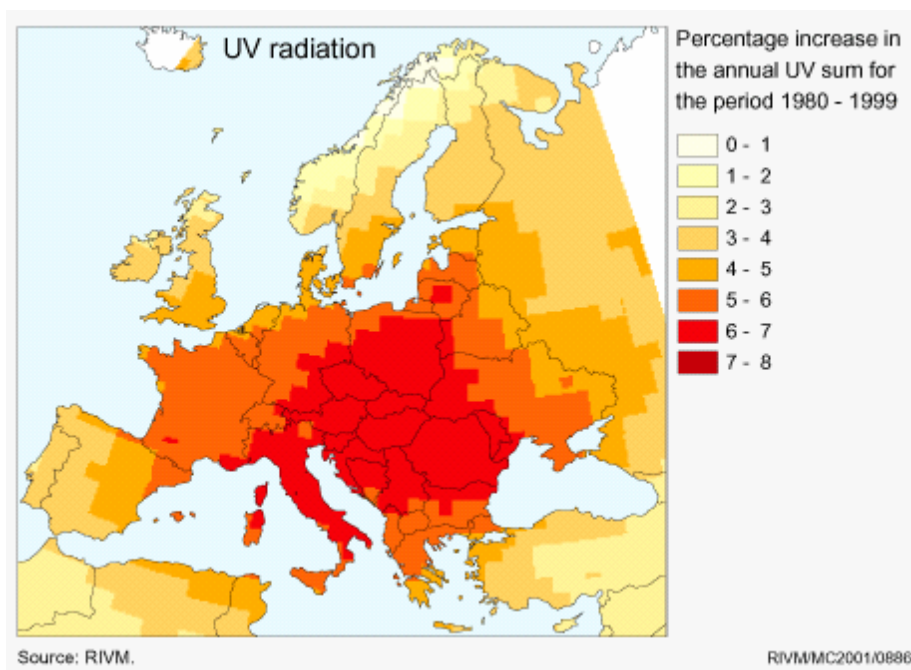 UV radiation
Percentage increase in
the annual UV sum for
the period 1980 - 1999
0 - 1
1 - 2
2 - 3
3 - 4
4 - 5
5 - 6
6 - 7
7 - 8
Source: RIVM.
RIVM/MC2001/0886